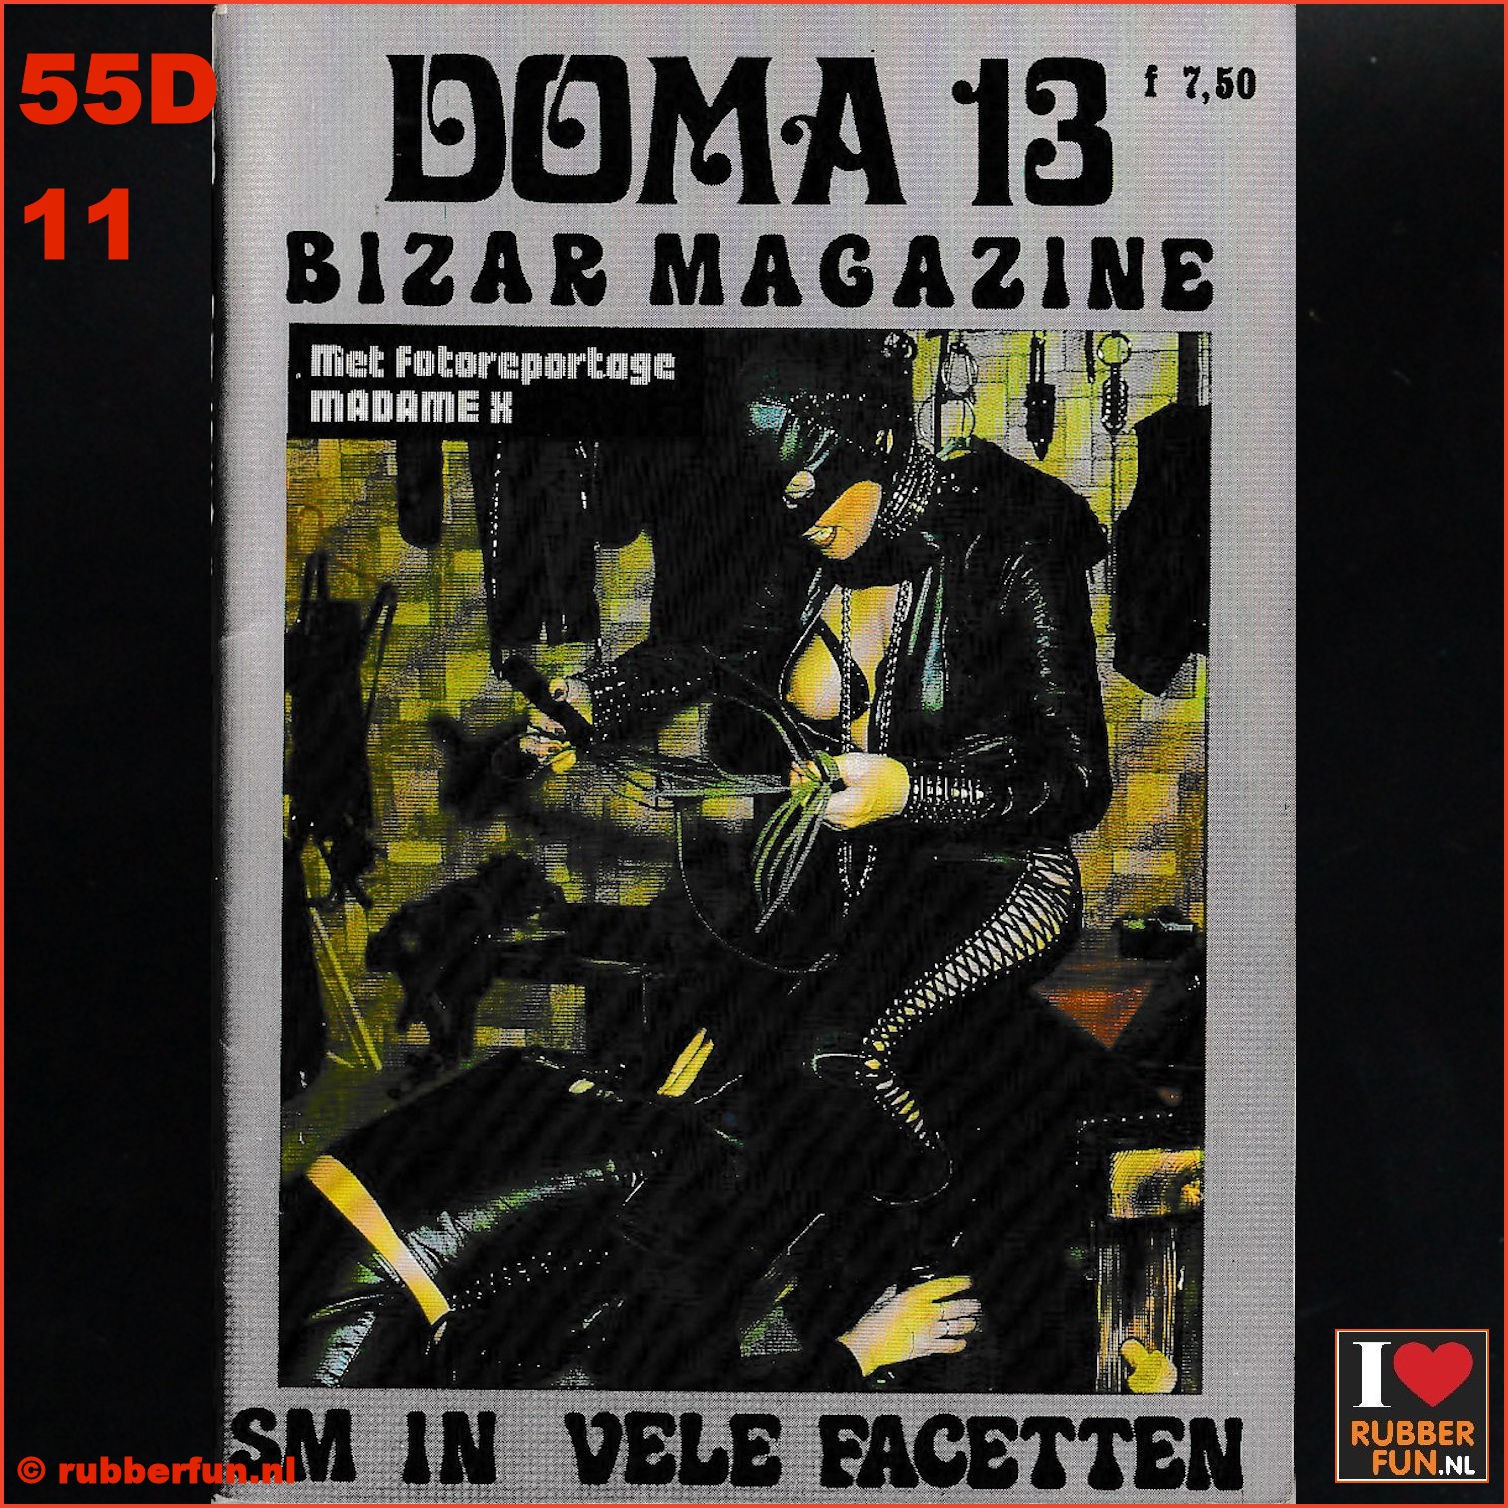 55D
11
DOMA 13
f 7,50
BIZAR MAGAZINE
Met Fotoreportage
MADAME X
SM IN VELE FACETTEN
© rubberfun.nl
I
RUBBER
FUN.NL